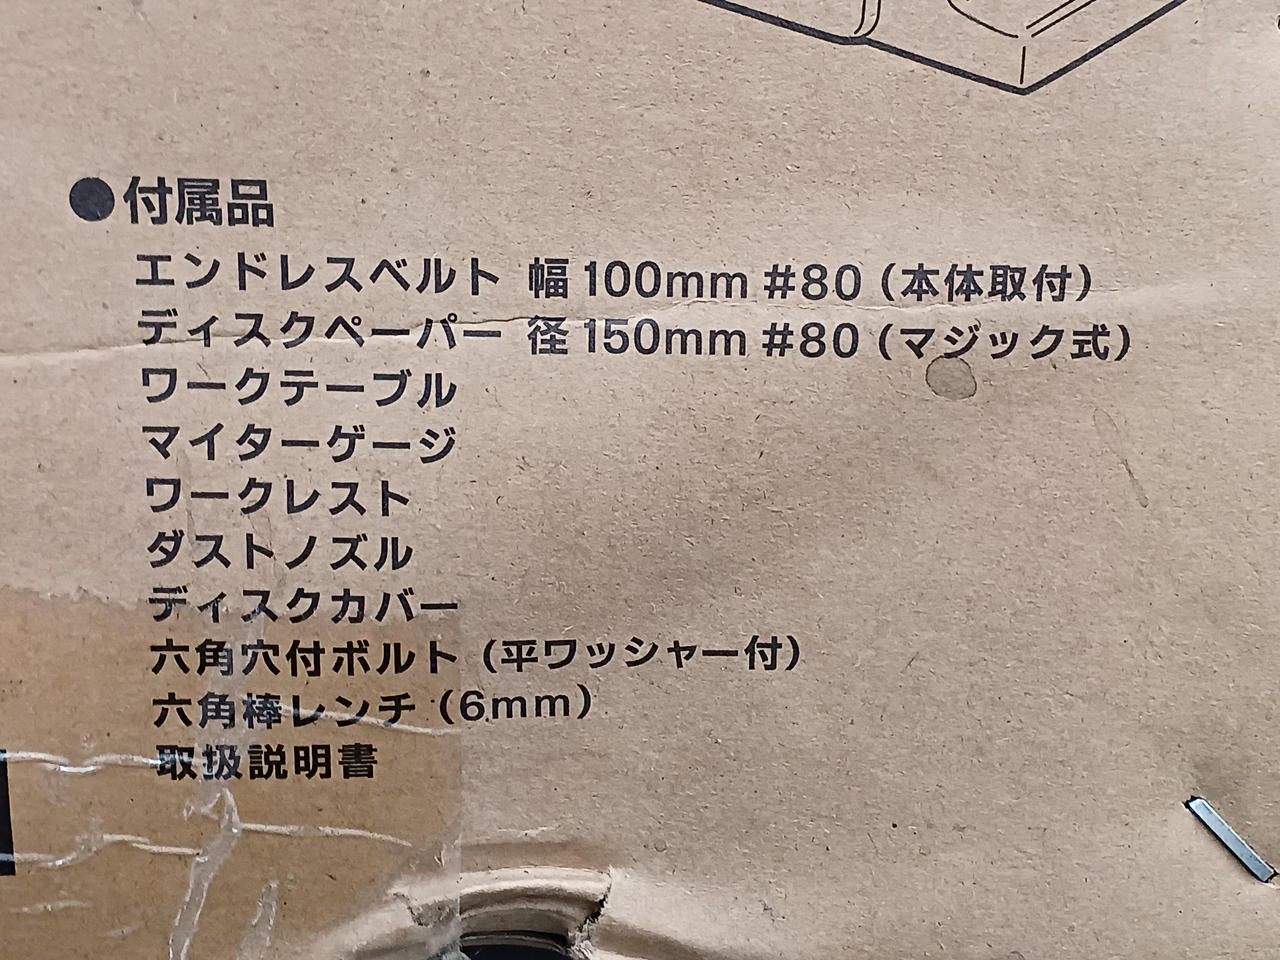 ●付属品
エンドレスベルト 幅100mm #80（本体取付）
ディスクペーパー 径150mm #80（マジック式）
ワークテーブル
マイターゲージ
ワークレスト
ダストノズル
ディスクカバー
六角穴付ボルト（平ワッシャー付）
六角棒レンチ（6mm）
取扱説明書